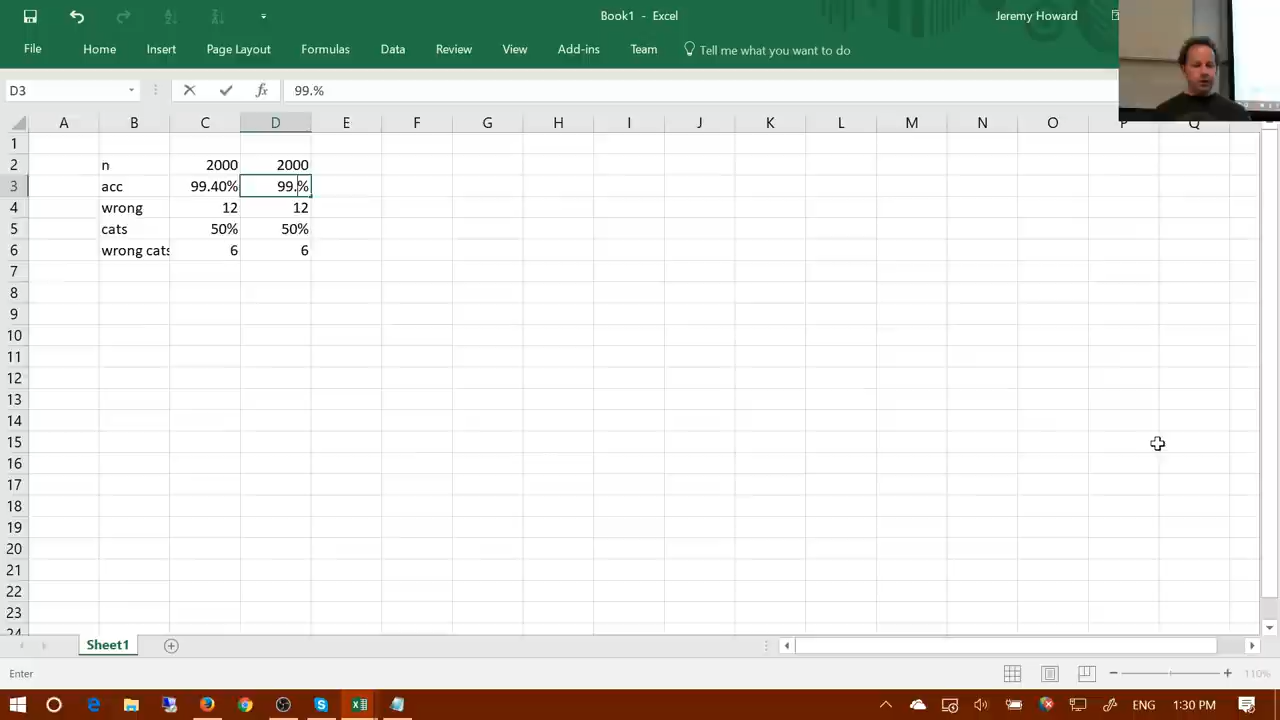 Book1 - Excel
Jeremy Howard
File Home Insert Page Layout Formulas Data Review View Add-ins Team Tell me what you want to do
D3 fx 99.%
A B C D E F G H I J K L M N O P Q
1
2 n 2000 2000
3 acc 99.40% 99.%
4 wrong 12 12
5 cats 50% 50%
6 wrong cats 6 6
7
8
9
10
11
12
13
14
15
16
17
18
19
20
21
22
23
24
Sheet1
Enter 110%
ENG 1:30 PM